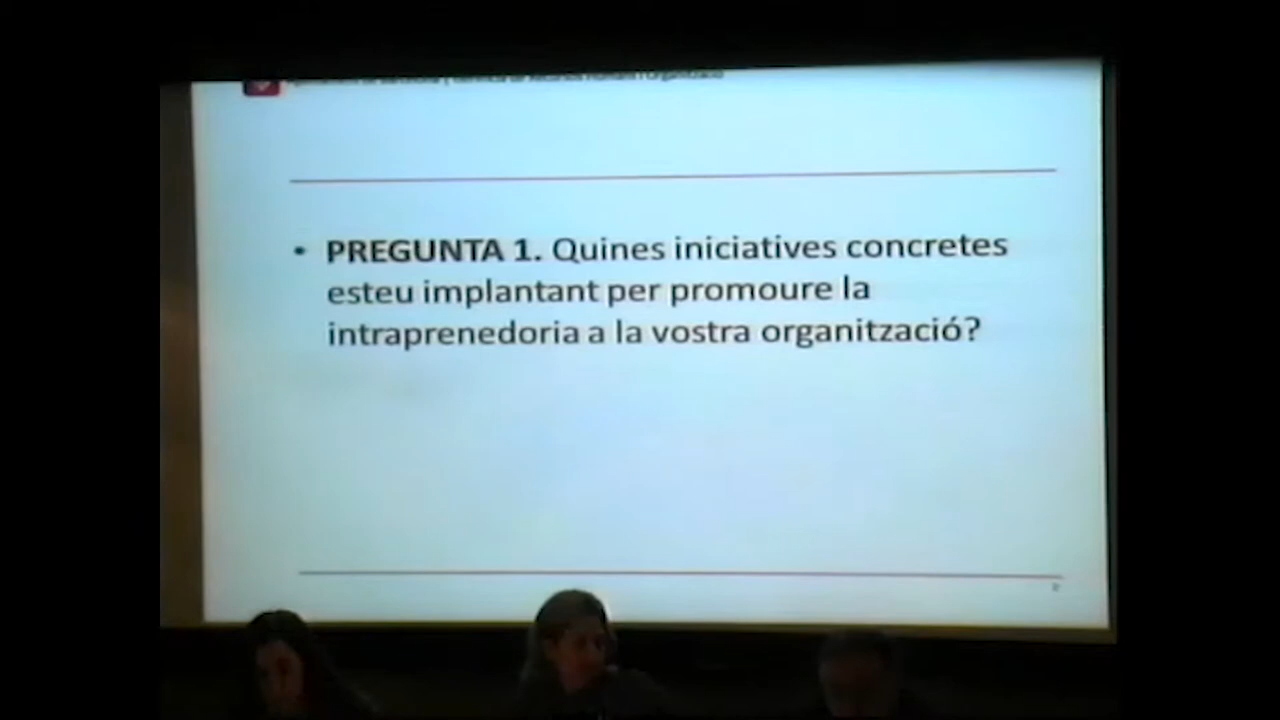 • PREGUNTA 1. Quines iniciatives concretes
esteu implantant per promoure la
intraprenedoria a la vostra organització?